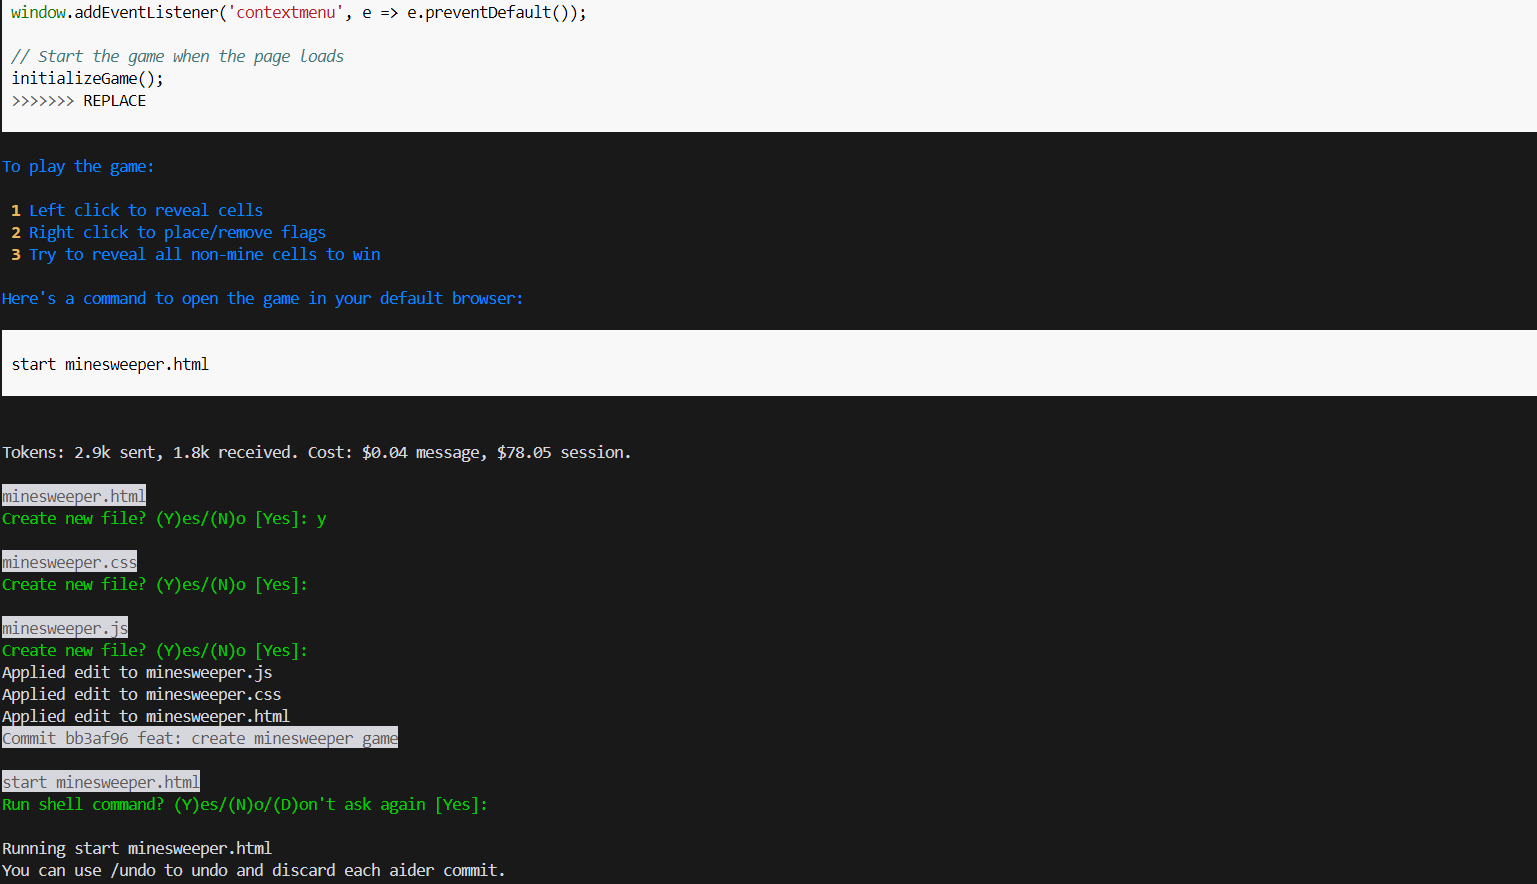 window.addEventListener('contextmenu', e => e.preventDefault());
// Start the game when the page loads
initializeGame();
>>>>>>> REPLACE
To play the game:
1 Left click to reveal cells
2 Right click to place/remove flags
3 Try to reveal all non-mine cells to win
Here's a command to open the game in your default browser:
start minesweeper.html
Tokens: 2.9k sent, 1.8k received. Cost: $0.04 message, $78.05 session.
minesweeper.html
Create new file? (Y)es/(N)o [Yes]: y
minesweeper.css
Create new file? (Y)es/(N)o [Yes]:
minesweeper.js
Create new file? (Y)es/(N)o [Yes]:
Applied edit to minesweeper.js
Applied edit to minesweeper.css
Applied edit to minesweeper.html
Commit bb3af96 feat: create minesweeper game
start minesweeper.html
Run shell command? (Y)es/(N)o/(D)on't ask again [Yes]:
Running start minesweeper.html
You can use /undo to undo and discard each aider commit.